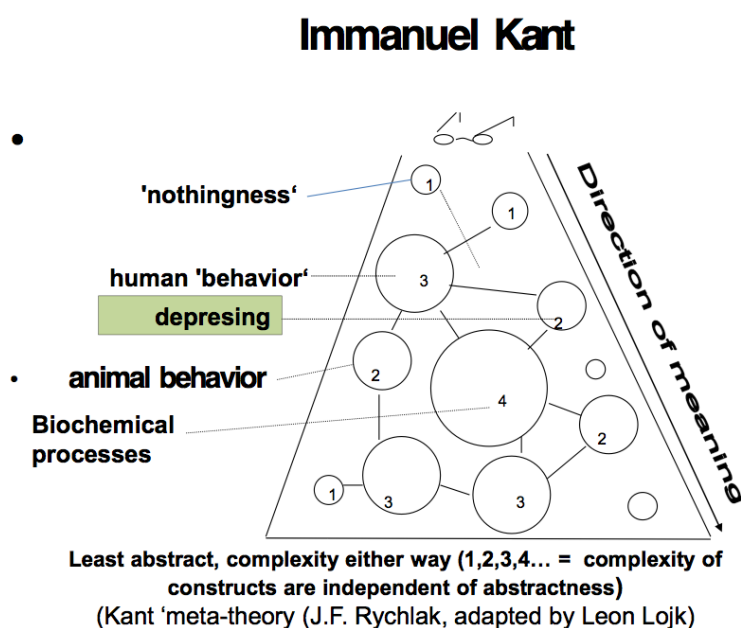 Immanuel Kant
'nothingness‘
1
1
human 'behavior‘
3
depresing
2
animal behavior
2
4
Biochemical
processes
2
1
3
3
Direction of meaning
Least abstract, complexity either way (1,2,3,4... = complexity of
constructs are independent of abstractness)
(Kant ‘meta-theory (J.F. Rychlak, adapted by Leon Lojk)